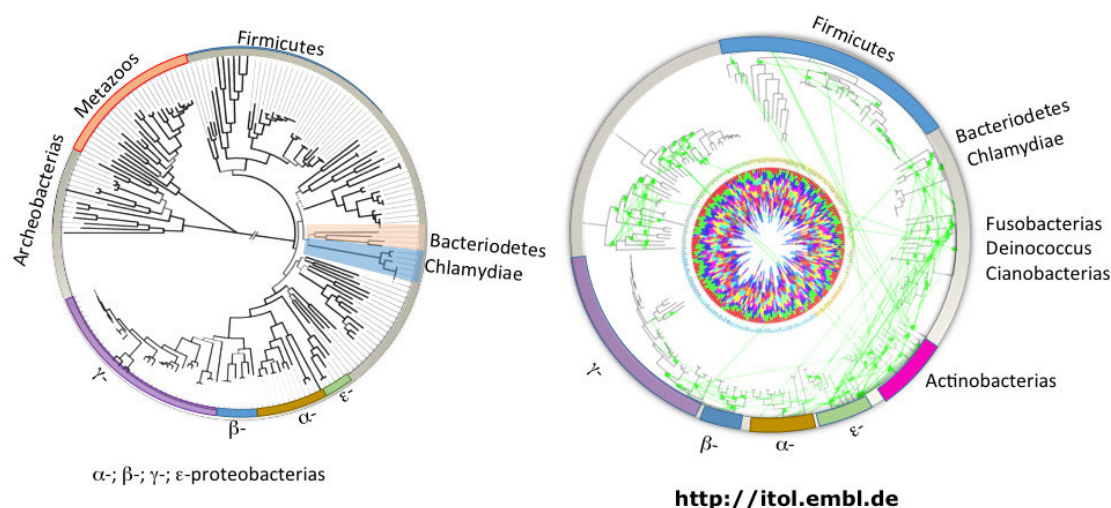 Firmicutes
Metazoos
Archeobacterias
Bacteriodetes
Chlamydiae
γ-
β-
α-
ε-
α-; β-; γ-; ε-proteobacterias
Firmicutes
Bacteriodetes
Chlamydiae
Fusobacterias
Deinococcus
Cianobacterias
Actinobacterias
γ-
β-
α-
ε-
http://itol.embl.de